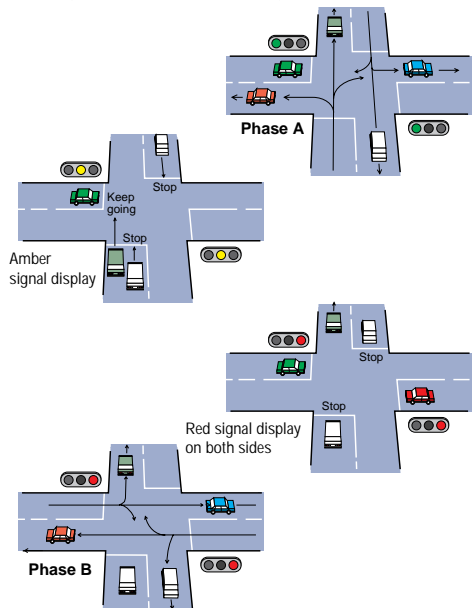 Phase A
Stop
Keep
going
Stop
Amber
signal display
Stop
Stop
Red signal display
on both sides
Phase B